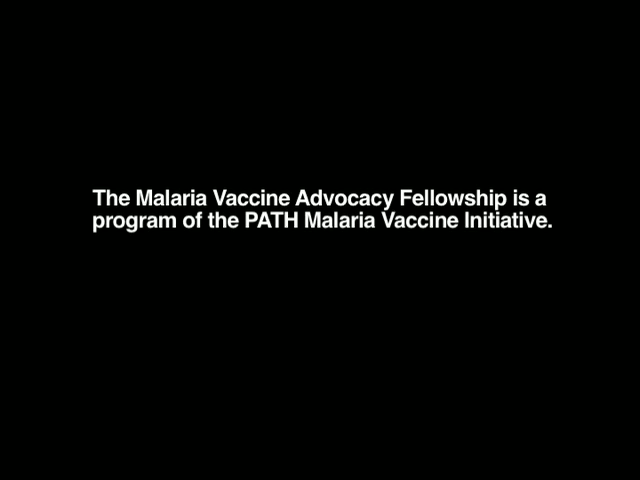 The Malaria Vaccine Advocacy Fellowship is a
program of the PATH Malaria Vaccine Initiative.